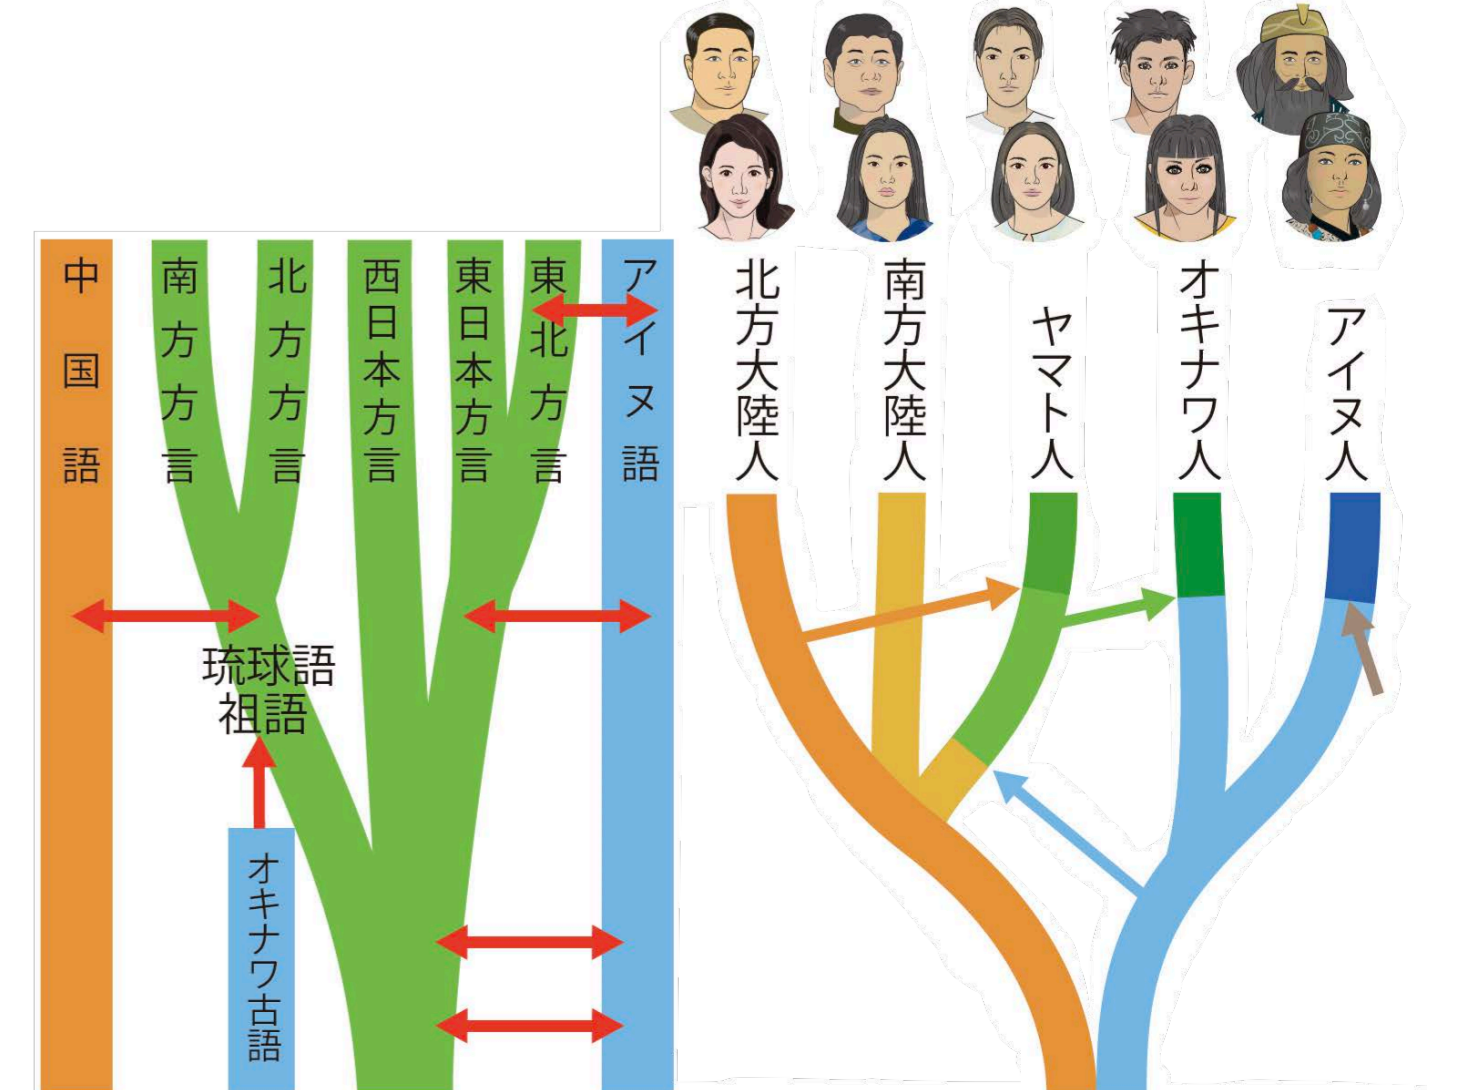 中国語
南方方言
北方方言
西日本方言
東日本方言
東北方言
アイヌ語
琉球語
祖語
オキナワ古語
北方大陸人
南方大陸人
ヤマト人
オキナワ人
アイヌ人